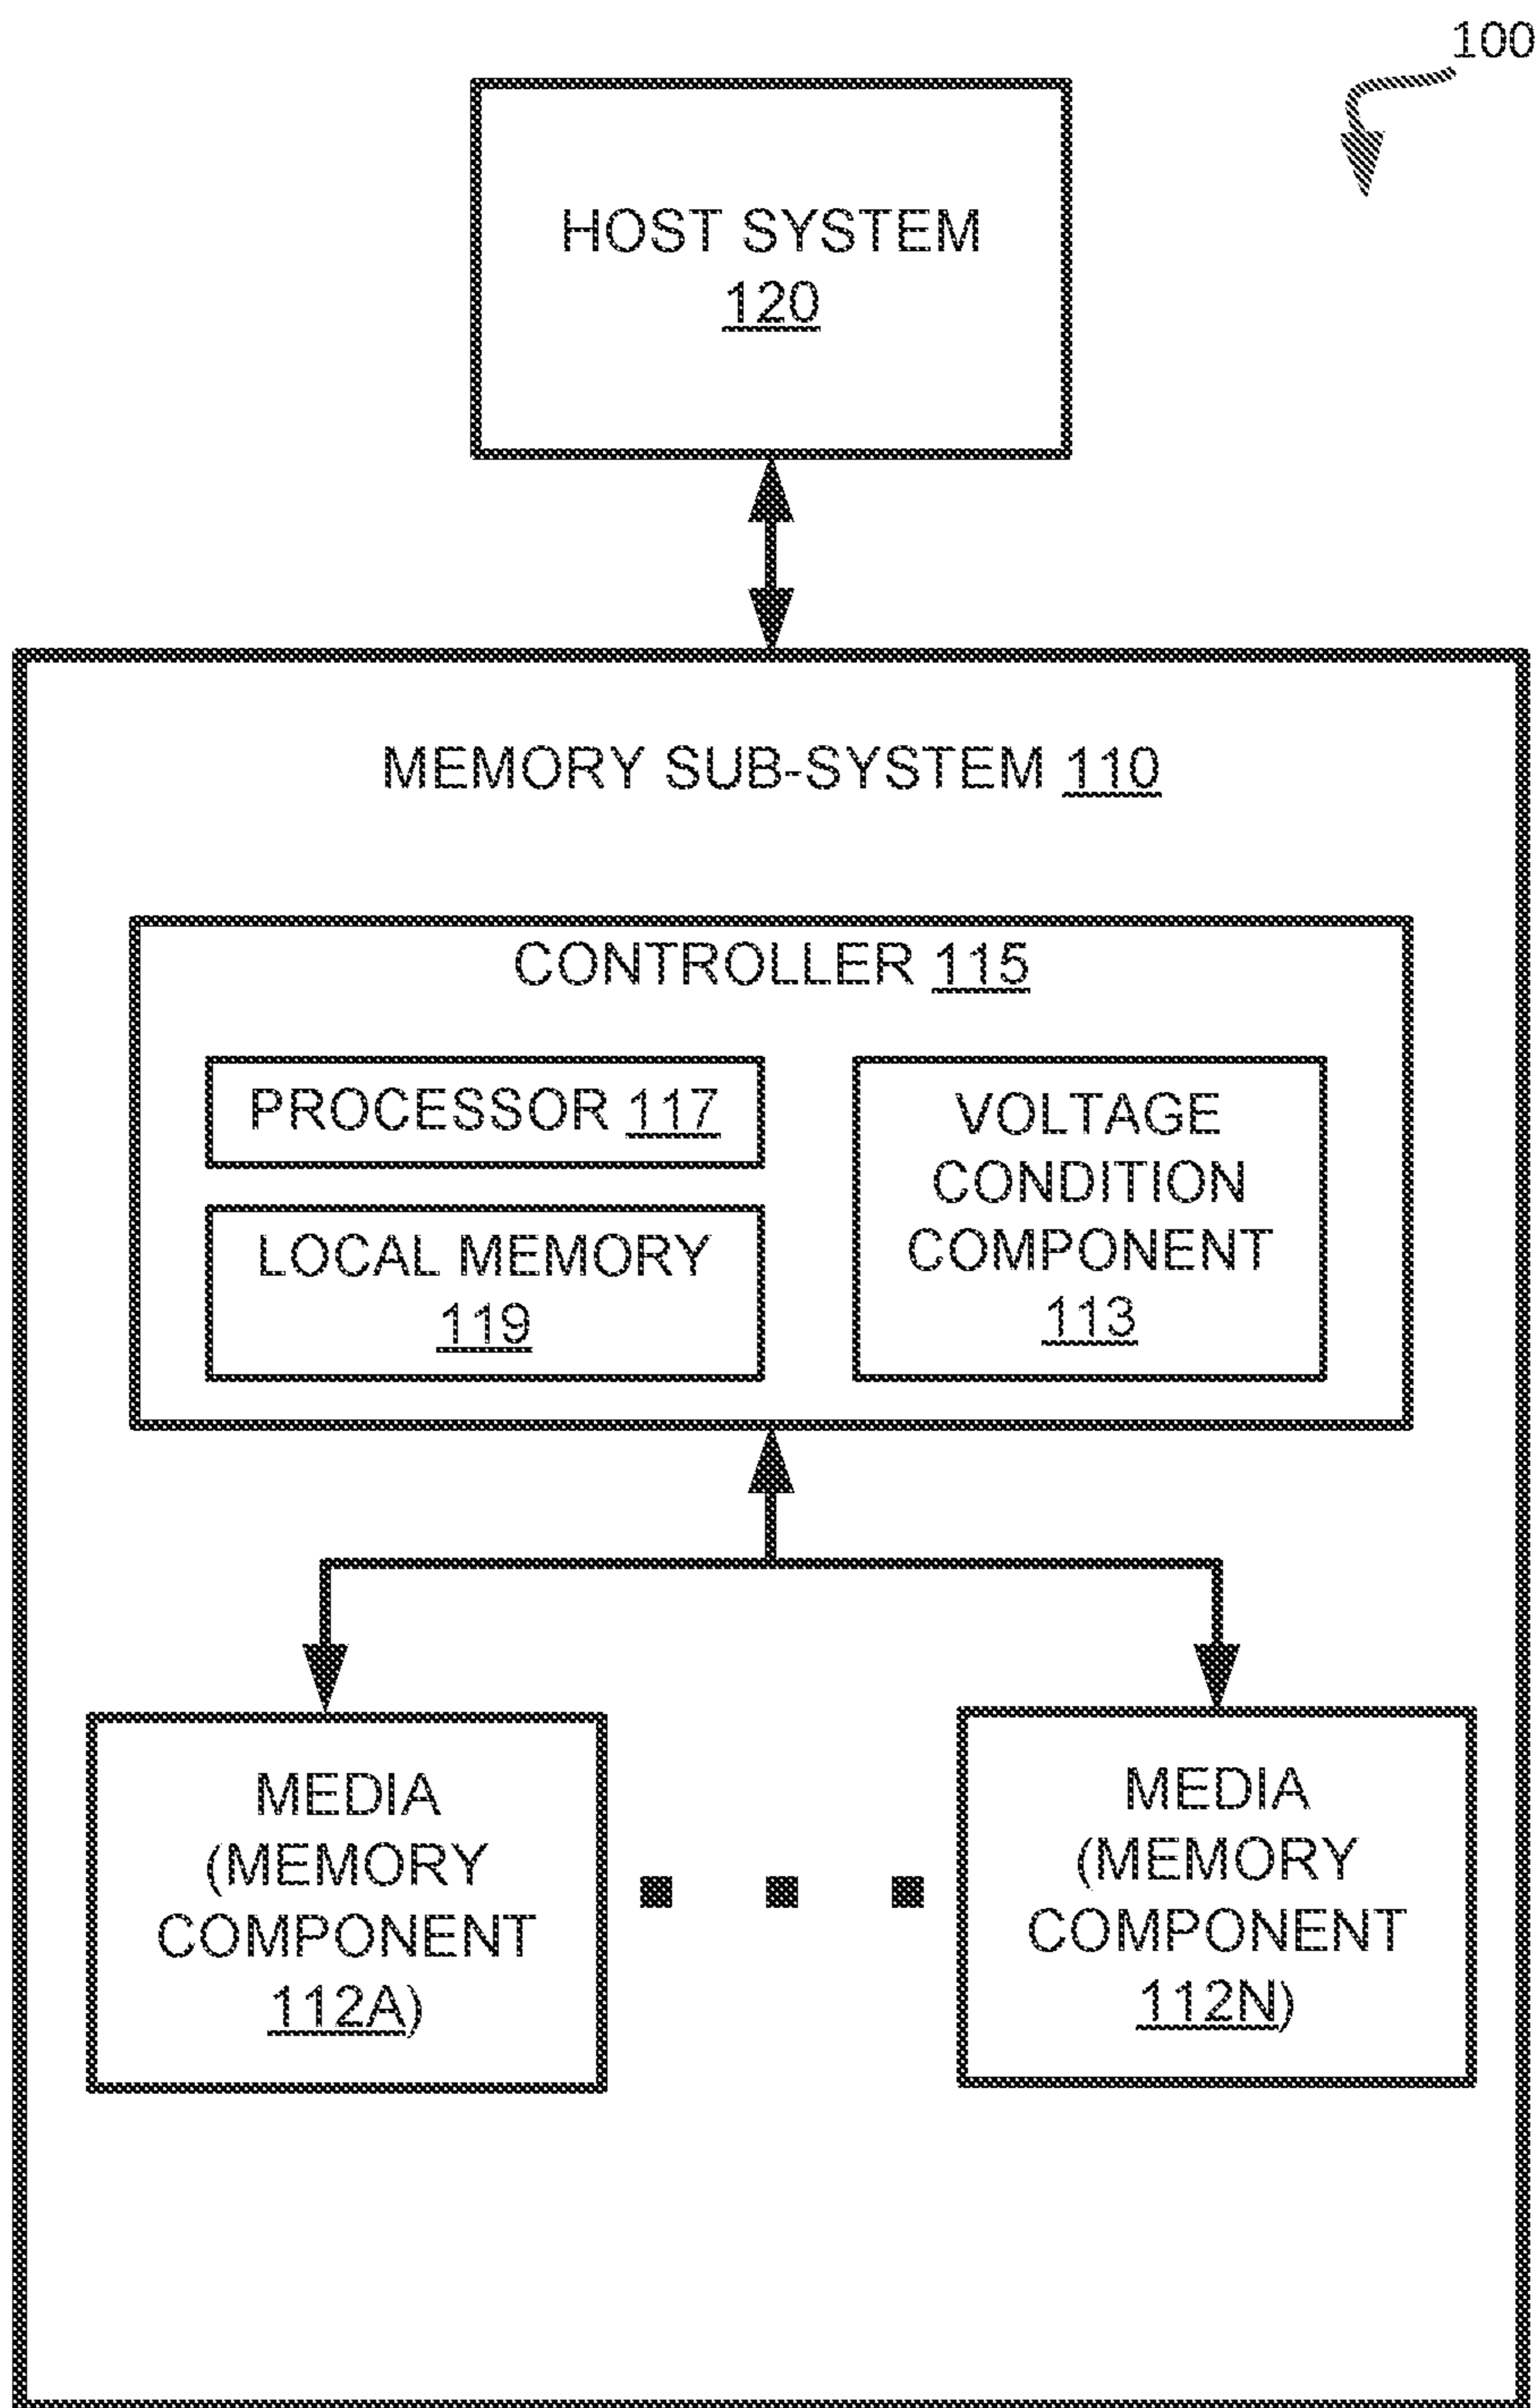 100
HOST SYSTEM
120
MEMORY SUB-SYSTEM 110
CONTROLLER 115
PROCESSOR 117
LOCAL MEMORY
119
VOLTAGE
CONDITION
COMPONENT
113
MEDIA
(MEMORY
COMPONENT
112A)
MEDIA
(MEMORY
COMPONENT
112N)